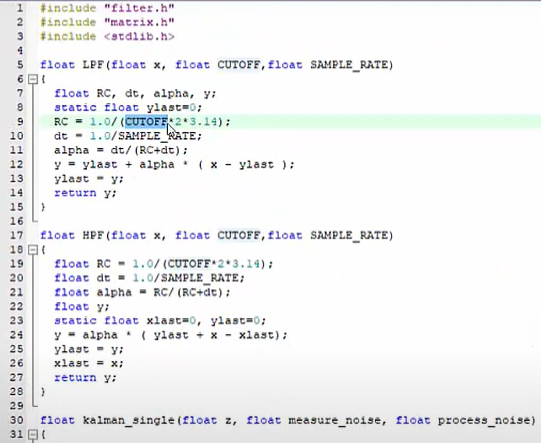 1 #include "filter.h"
2 #include "matrix.h"
3 #include <stdlib.h>
4
5 float LPF(float x, float CUTOFF,float SAMPLE_RATE)
6 {
7 float RC, dt, alpha, y;
8 static float ylast=0;
9 RC = 1.0/(CUTOFF*2*3.14);
10 dt = 1.0/SAMPLE_RATE;
11 alpha = dt/(RC+dt);
12 y = ylast + alpha * ( x - ylast );
13 ylast = y;
14 return y;
15 }
16
17 float HPF(float x, float CUTOFF,float SAMPLE_RATE)
18 {
19 float RC = 1.0/(CUTOFF*2*3.14);
20 float dt = 1.0/SAMPLE_RATE;
21 float alpha = RC/(RC+dt);
22 float y;
23 static float xlast=0, ylast=0;
24 y = alpha * ( ylast + x - xlast);
25 ylast = y;
26 xlast = x;
27 return y;
28 }
29
30 float kalman_single(float z, float measure_noise, float process_noise)
31 {